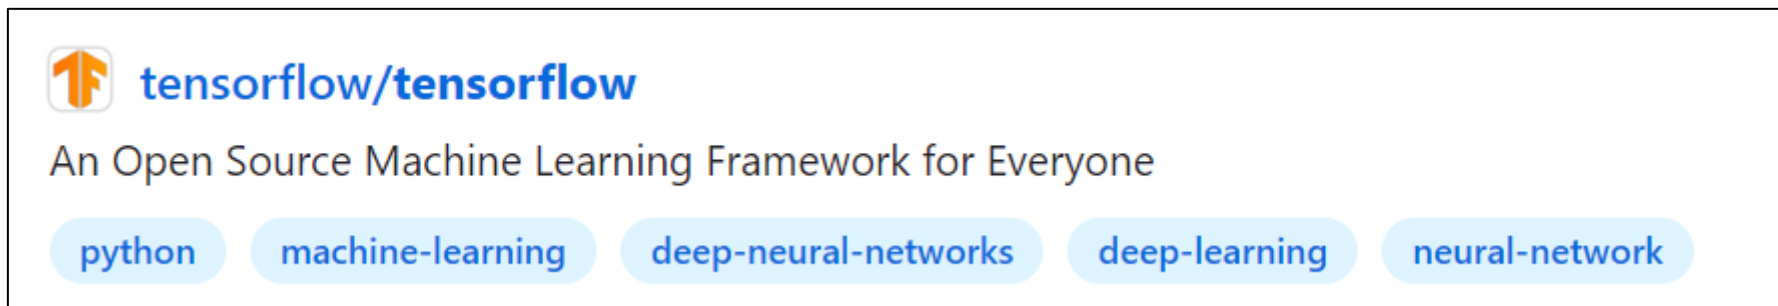 tensorflow/tensorflow
An Open Source Machine Learning Framework for Everyone
python machine-learning deep-neural-networks deep-learning neural-network